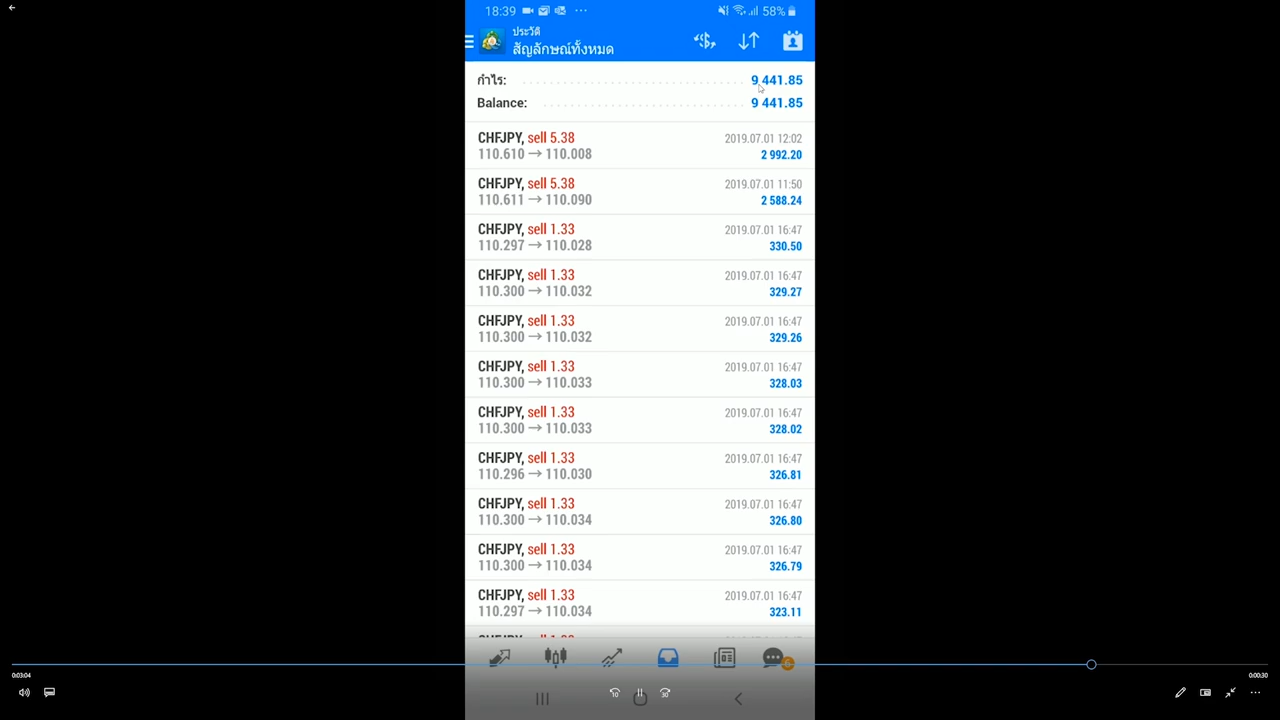 18:39 58%
ประวัติ
สัญลักษณ์ทั้งหมด
กำไร: 9 441.85
Balance: 9 441.85
CHFJPY, sell 5.38 2019.07.01 12:02
110.610 → 110.008 2 992.20
CHFJPY, sell 5.38 2019.07.01 11:50
110.611 → 110.090 2 588.24
CHFJPY, sell 1.33 2019.07.01 16:47
110.297 → 110.028 330.50
CHFJPY, sell 1.33 2019.07.01 16:47
110.300 → 110.032 329.27
CHFJPY, sell 1.33 2019.07.01 16:47
110.300 → 110.032 329.26
CHFJPY, sell 1.33 2019.07.01 16:47
110.300 → 110.033 328.03
CHFJPY, sell 1.33 2019.07.01 16:47
110.300 → 110.033 328.02
CHFJPY, sell 1.33 2019.07.01 16:47
110.296 → 110.030 326.81
CHFJPY, sell 1.33 2019.07.01 16:47
110.300 → 110.034 326.80
CHFJPY, sell 1.33 2019.07.01 16:47
110.300 → 110.034 326.79
CHFJPY, sell 1.33 2019.07.01 16:47
110.297 → 110.034 323.11
0:03:04 0:00:30
10 30